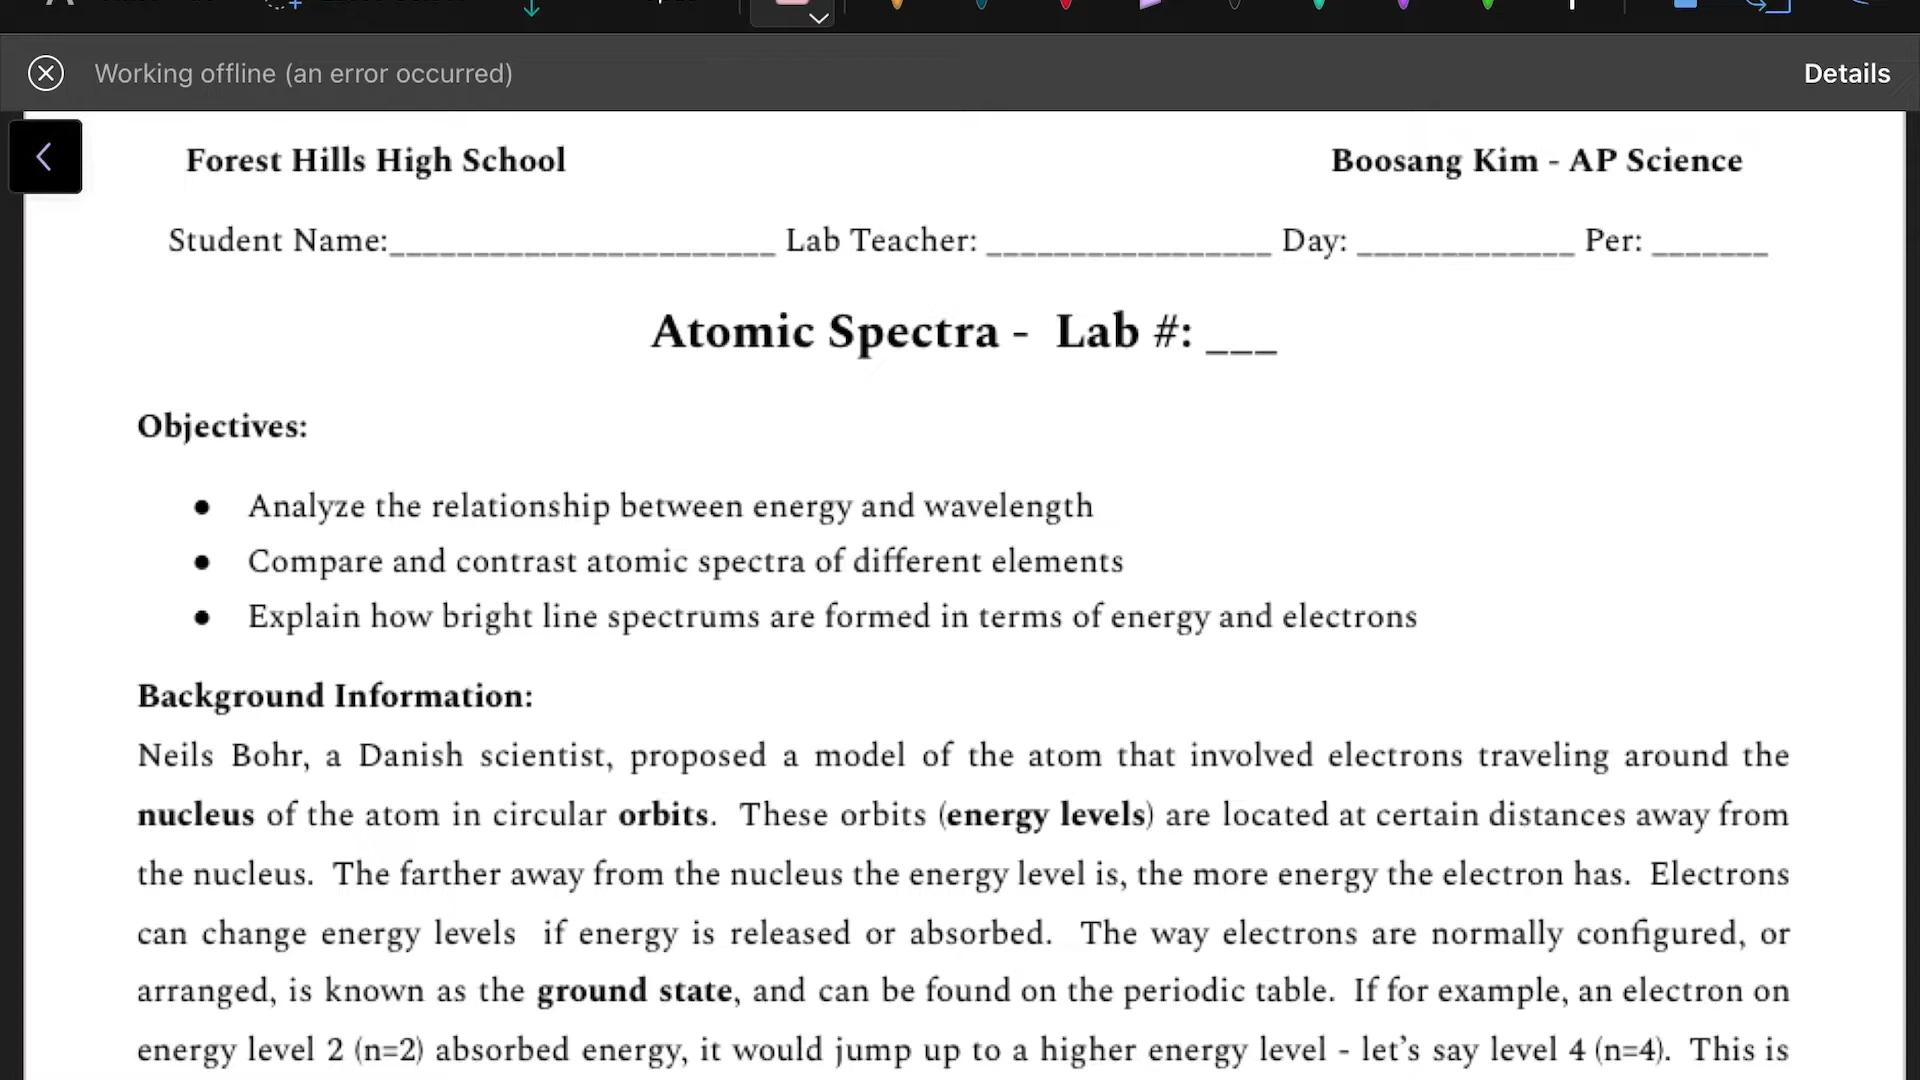 Working offline (an error occurred) Details
Forest Hills High School Boosang Kim - AP Science
Student Name:_______________________ Lab Teacher: _________________ Day: _____________ Per: _______
Atomic Spectra - Lab #: ___
Objectives:
● Analyze the relationship between energy and wavelength
● Compare and contrast atomic spectra of different elements
● Explain how bright line spectrums are formed in terms of energy and electrons
Background Information:
Neils Bohr, a Danish scientist, proposed a model of the atom that involved electrons traveling around the
nucleus of the atom in circular orbits. These orbits (energy levels) are located at certain distances away from
the nucleus. The farther away from the nucleus the energy level is, the more energy the electron has. Electrons
can change energy levels if energy is released or absorbed. The way electrons are normally configured, or
arranged, is known as the ground state, and can be found on the periodic table. If for example, an electron on
energy level 2 (n=2) absorbed energy, it would jump up to a higher energy level - let’s say level 4 (n=4). This is